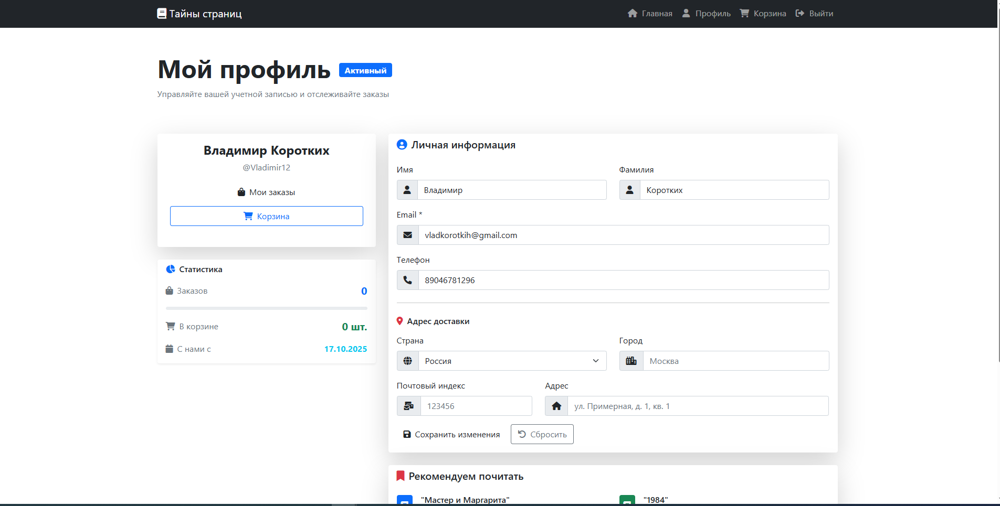 Тайны страниц
Главная Профиль Корзина Выйти
Мой профиль Активный
Управляйте вашей учетной записью и отслеживайте заказы
Владимир Коротких
@Vladimir12
Мои заказы
Корзина
Статистика
Заказов 0
В корзине 0 шт.
С нами с 17.10.2025
Личная информация
Имя Фамилия
Владимир Коротких
Email *
vladkorotkih@gmail.com
Телефон
89046781296
Адрес доставки
Страна Город
Россия Москва
Почтовый индекс Адрес
123456 ул. Примерная, д. 1, кв. 1
Сохранить изменения Сбросить
Рекомендуем почитать
"Мастер и Маргарита" "1984"